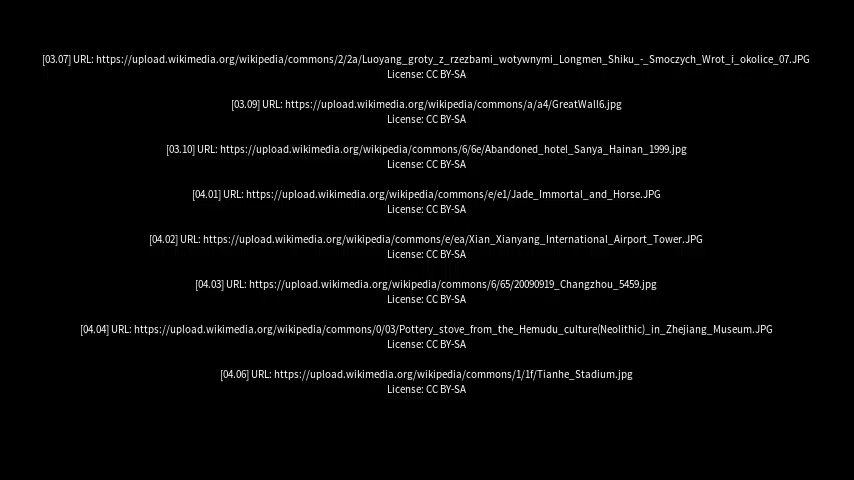 [03.07] URL: https://upload.wikimedia.org/wikipedia/commons/2/2a/Luoyang_groty_z_rzezbami_wotywnymi_Longmen_Shiku_-_Smoczych_Wrot_i_okolice_07.JPG
License: CC BY-SA
[03.09] URL: https://upload.wikimedia.org/wikipedia/commons/a/a4/GreatWall6.jpg
License: CC BY-SA
[03.10] URL: https://upload.wikimedia.org/wikipedia/commons/6/6e/Abandoned_hotel_Sanya_Hainan_1999.jpg
License: CC BY-SA
[04.01] URL: https://upload.wikimedia.org/wikipedia/commons/e/e1/Jade_Immortal_and_Horse.JPG
License: CC BY-SA
[04.02] URL: https://upload.wikimedia.org/wikipedia/commons/e/ea/Xian_Xianyang_International_Airport_Tower.JPG
License: CC BY-SA
[04.03] URL: https://upload.wikimedia.org/wikipedia/commons/6/65/20090919_Changzhou_5459.jpg
License: CC BY-SA
[04.04] URL: https://upload.wikimedia.org/wikipedia/commons/0/03/Pottery_stove_from_the_Hemudu_culture(Neolithic)_in_Zhejiang_Museum.JPG
License: CC BY-SA
[04.06] URL: https://upload.wikimedia.org/wikipedia/commons/1/1f/Tianhe_Stadium.jpg
License: CC BY-SA